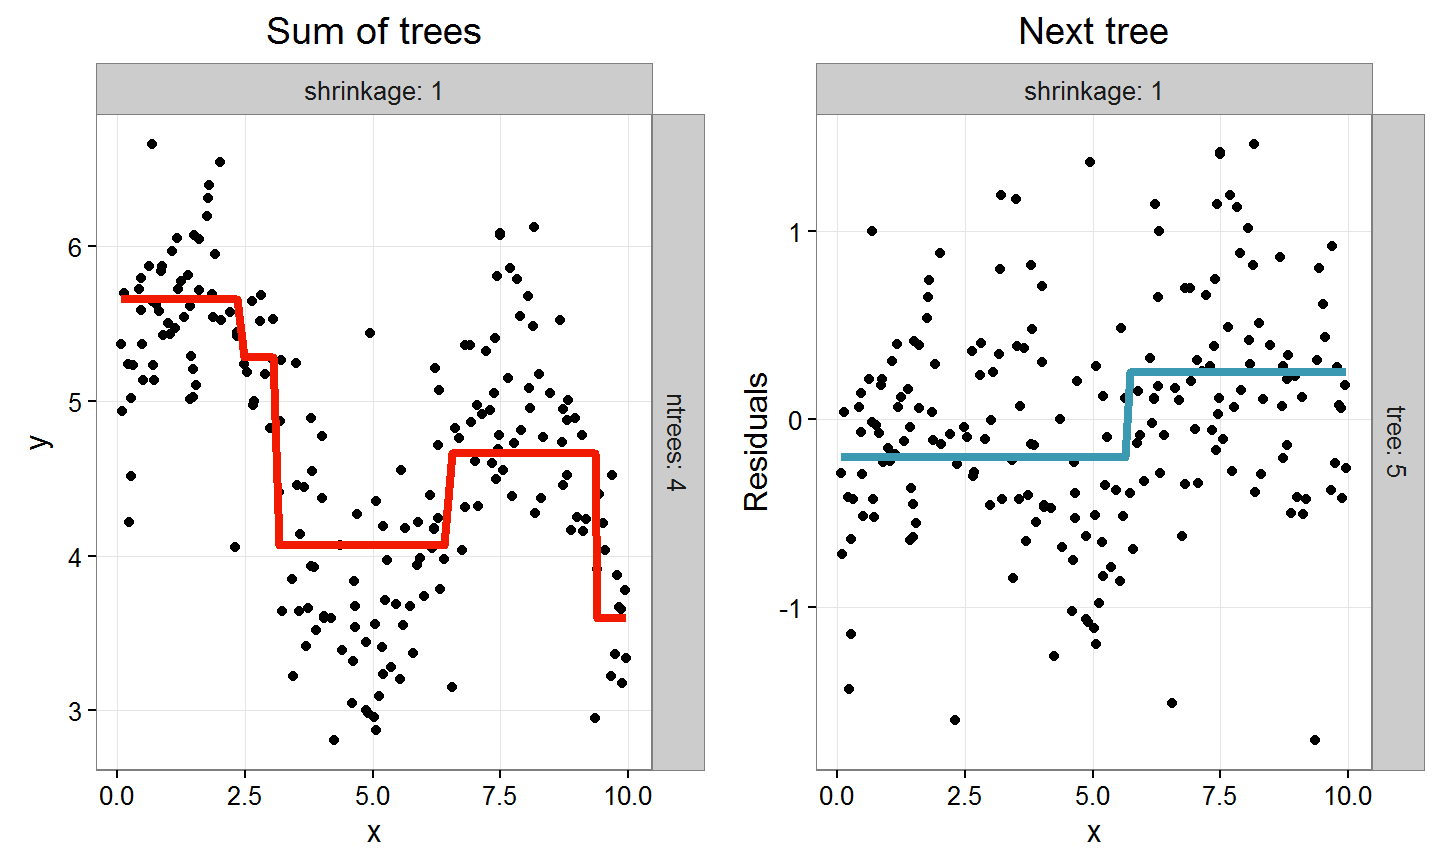 Sum of trees
shrinkage: 1
6
5
4
3
y
0.0 2.5 5.0 7.5 10.0
x
ntrees: 4
Next tree
shrinkage: 1
1
0
-1
Residuals
0.0 2.5 5.0 7.5 10.0
x
tree: 5